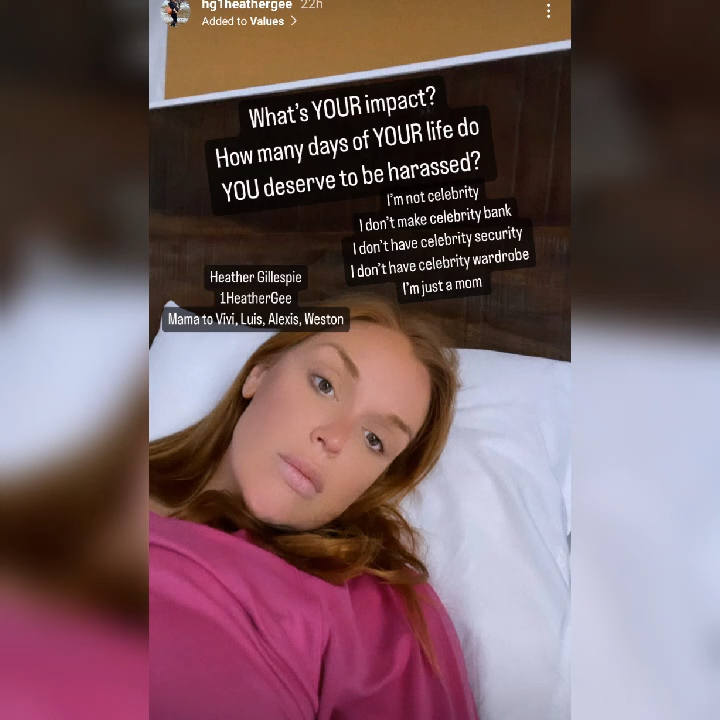 hg1heathergee 22h
Added to Values >
What's YOUR impact?
How many days of YOUR life do
YOU deserve to be harassed?
I'm not celebrity
I don't make celebrity bank
I don't have celebrity security
I don't have celebrity wardrobe
I'm just a mom
Heather Gillespie
1HeatherGee
Mama to Vivi, Luis, Alexis, Weston